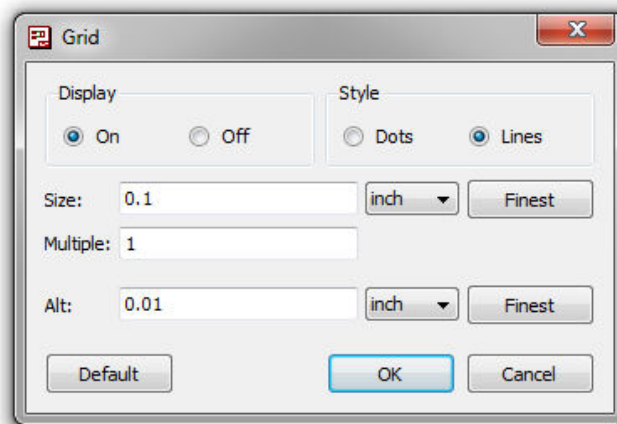 Grid
Display Style
On Off Dots Lines
Size: 0.1 inch Finest
Multiple: 1
Alt: 0.01 inch Finest
Default OK Cancel